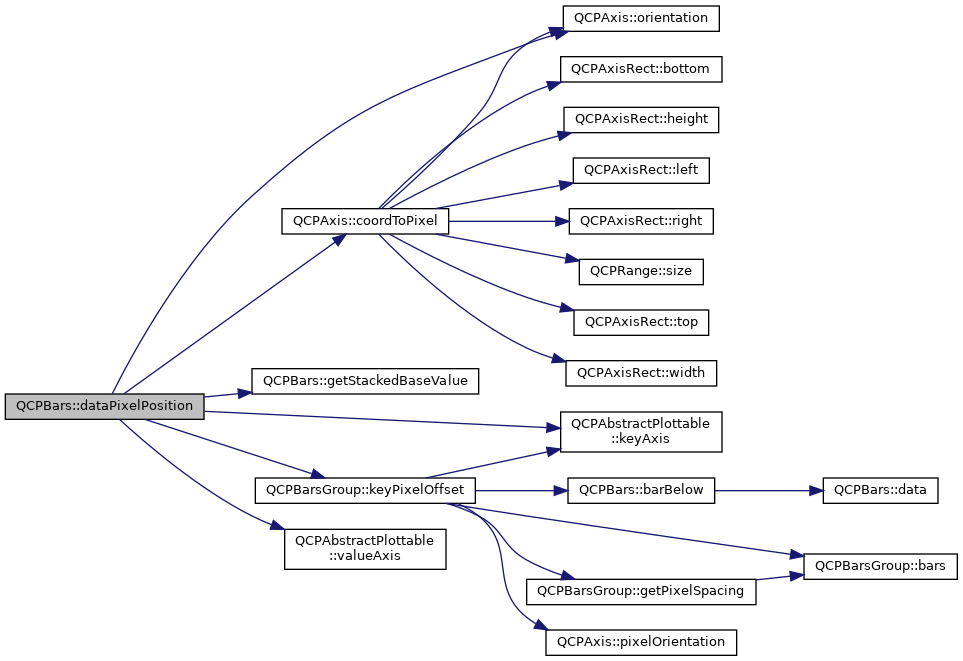 QCPAxis::orientation
QCPAxisRect::bottom
QCPAxisRect::height
QCPAxisRect::left
QCPAxis::coordToPixel
QCPAxisRect::right
QCPRange::size
QCPAxisRect::top
QCPAxisRect::width
QCPBars::getStackedBaseValue
QCPBars::dataPixelPosition
QCPAbstractPlottable
::keyAxis
QCPBarsGroup::keyPixelOffset
QCPBars::barBelow
QCPBars::data
QCPAbstractPlottable
::valueAxis
QCPBarsGroup::bars
QCPBarsGroup::getPixelSpacing
QCPAxis::pixelOrientation